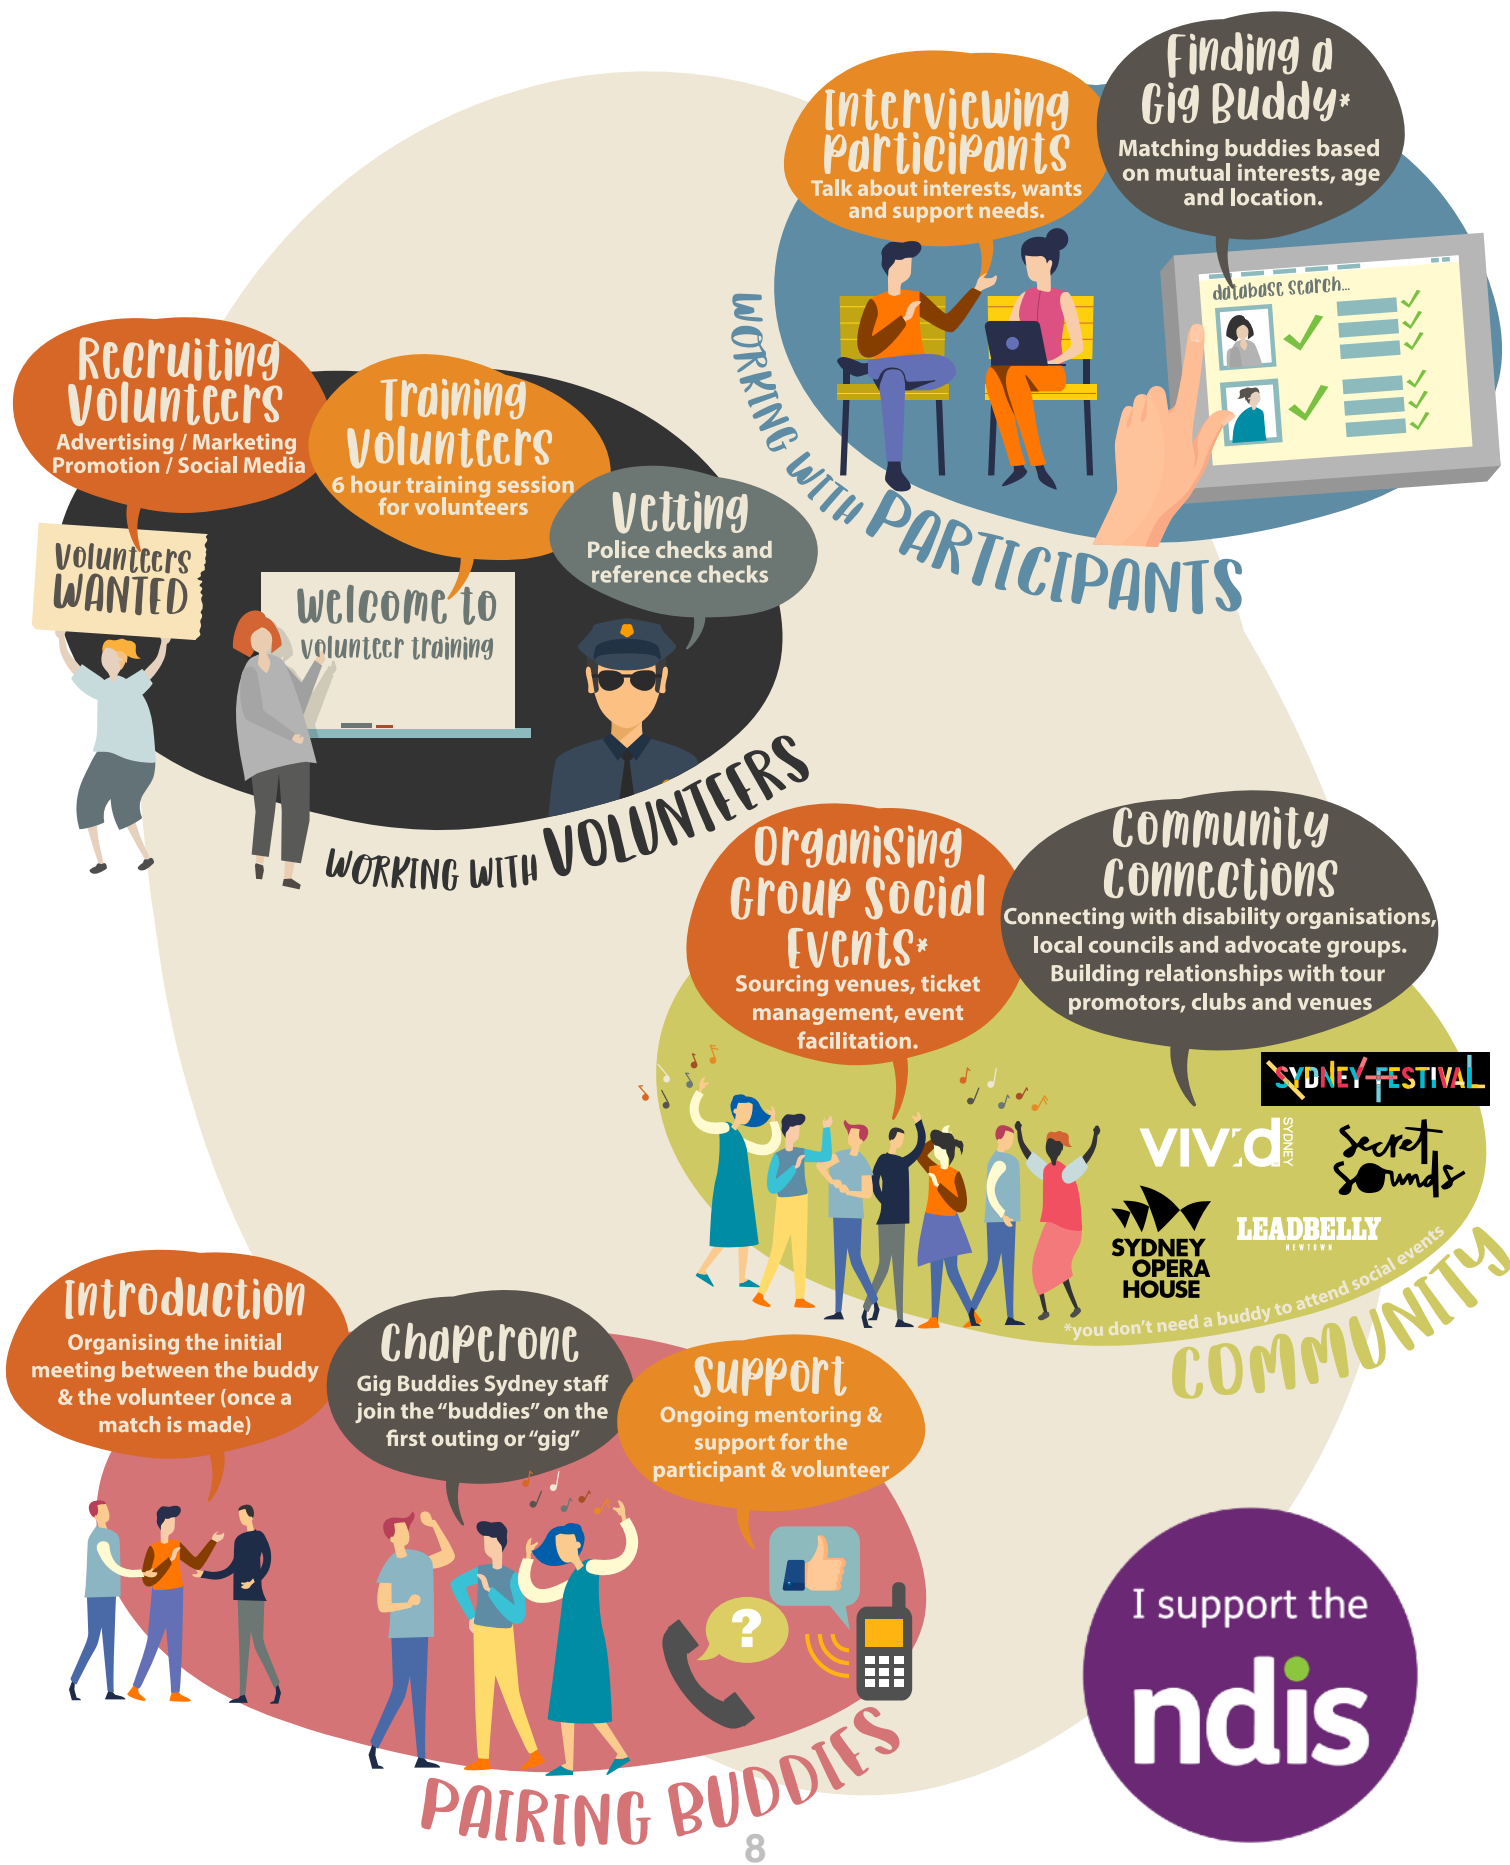 Finding a
Gig Buddy*
Matching buddies based
on mutual interests, age
and location.
Interviewing
Participants
Talk about interests, wants
and support needs.
database search...
WORKING WITH PARTICIPANTS
Recruiting
Volunteers
Advertising / Marketing
Promotion / Social Media
Training
Volunteers
6 hour training session
for volunteers
Vetting
Police checks and
reference checks
Volunteers
WANTED
Welcome to
volunteer training
WORKING WITH VOLUNTEERS
Organising
Group Social
Events*
Sourcing venues, ticket
management, event
facilitation.
Community
Connections
Connecting with disability organisations,
local councils and advocate groups.
Building relationships with tour
promotors, clubs and venues
SYDNEY FESTIVAL
VIVID SYDNEY
Secret
Sounds
SYDNEY
OPERA
HOUSE
LEADBELLY
NEWTOWN
*you don't need a buddy to attend social events
COMMUNITY
Introduction
Organising the initial
meeting between the buddy
& the volunteer (once a
match is made)
Chaperone
Gig Buddies Sydney staff
join the "buddies" on the
first outing or "gig"
Support
Ongoing mentoring &
support for the
participant & volunteer
?
PAIRING BUDDIES
I support the
ndis
8